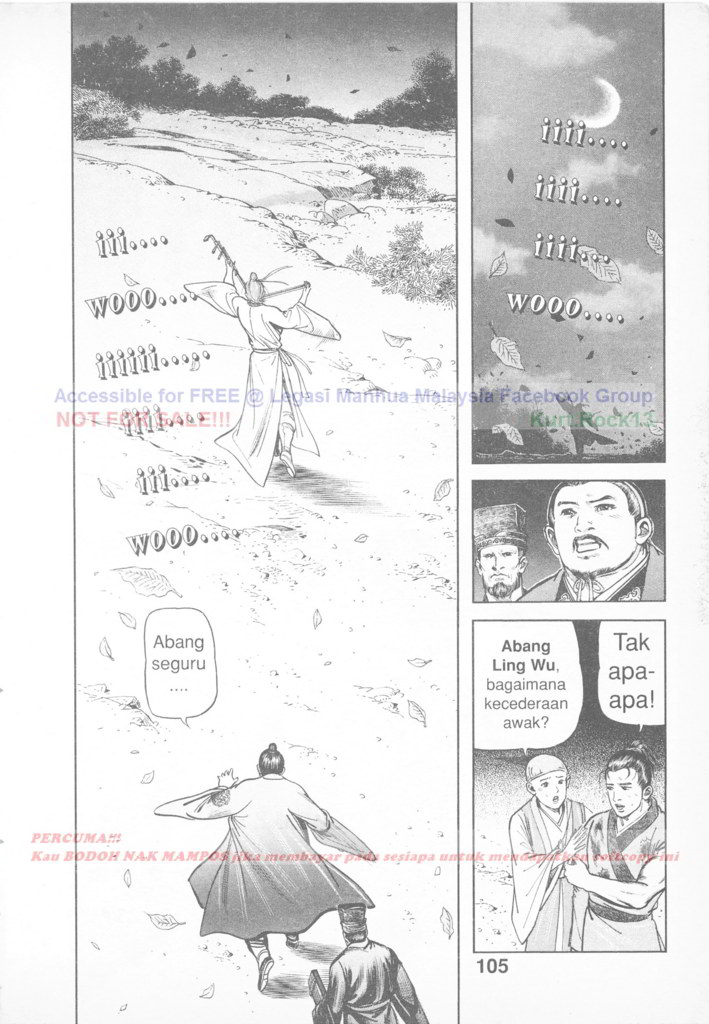 iii....
wooo.....
iiiiii.....
iiii.....
iii....
wooo....
Abang
seguru
....
iiii....
iiii....
iiii....
wooo....
Abang
Ling Wu,
bagaimana
kecederaan
awak?
Tak
apa-
apa!
105
Accessible for FREE @ Legasi Manhua Malaysia Facebook Group
NOT FOR SALE!!!
Kurt.Rock13
PERCUMA!!!
Kau BODOH NAK MAMPOS jika membayar pada sesiapa untuk mendapatkan softcopy ini